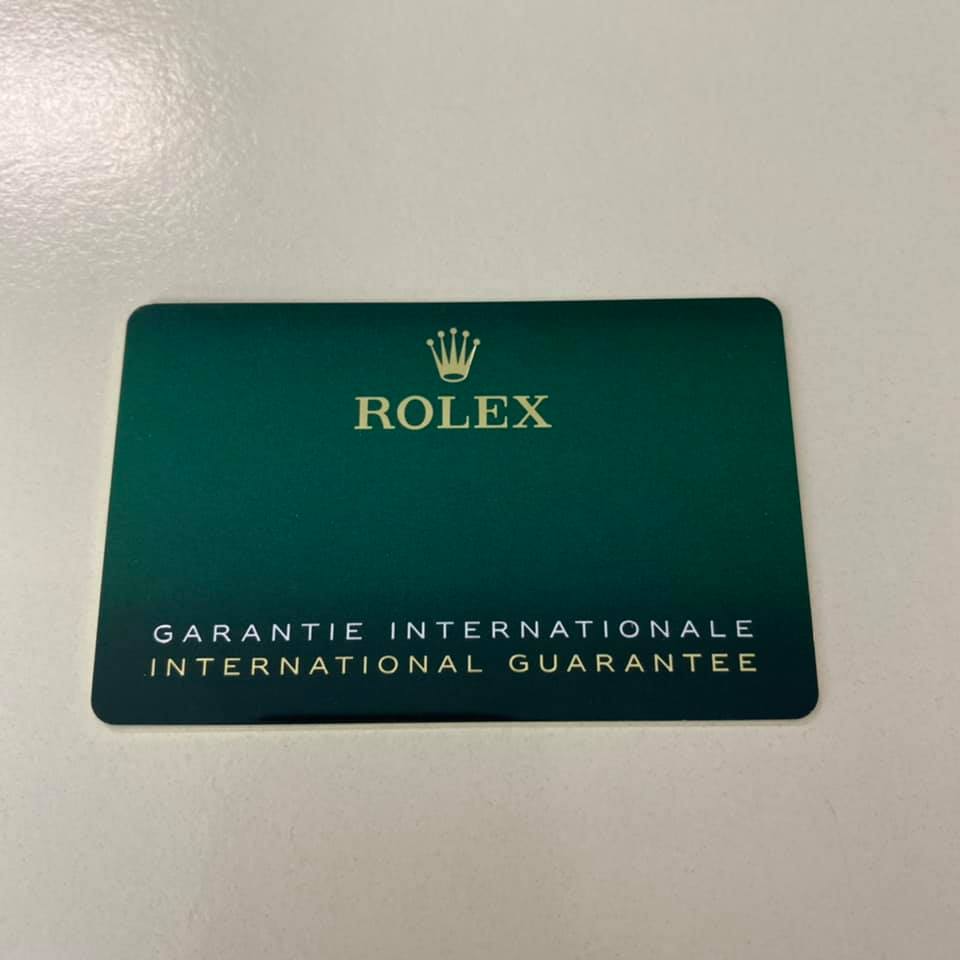 ROLEX
GARANTIE INTERNATIONALE
INTERNATIONAL GUARANTEE